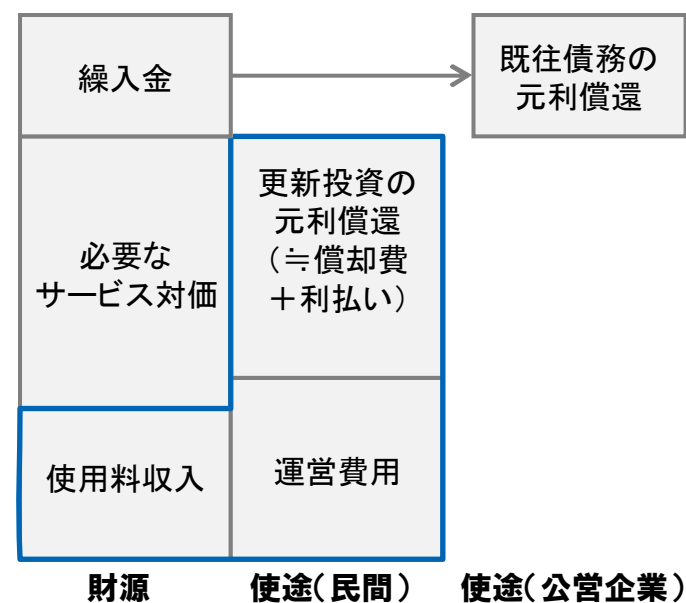 繰入金
既往債務の
元利償還
必要な
サービス対価
更新投資の
元利償還
(≒償却費
＋利払い)
使用料収入
運営費用
財源
使途(民間)
使途(公営企業)